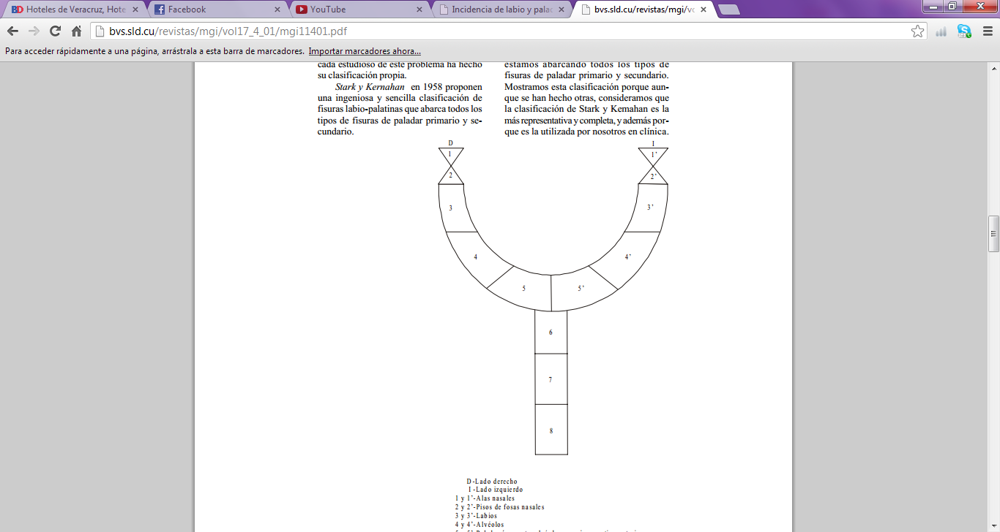 Hoteles de Veracruz, Hote
Facebook
YouTube
Incidencia de labio y pala
bvs.sld.cu/revistas/mgi/vo
bvs.sld.cu/revistas/mgi/vol17_4_01/mgi11401.pdf
Para acceder rápidamente a una página, arrástrala a esta barra de marcadores. Importar marcadores ahora...
cada estudioso de este problema ha hecho
su clasificación propia.
Stark y Kernahan en 1958 proponen
una ingeniosa y sencilla clasificación de
fisuras labio-palatinas que abarca todos los
tipos de fisuras de paladar primario y se-
cundario.
estamos abarcando todos los tipos de
fisuras de paladar primario y secundario.
Mostramos esta clasificación porque aun-
que se han hecho otras, consideramos que
la clasificación de Stark y Kemahan es la
más representativa y completa, y además por-
que es la utilizada por nosotros en clínica.
D
I
1
1'
2
2'
3
3'
4
4'
5
5'
6
7
8
D-Lado derecho
I -Lado izquierdo
1 y 1'-Alas nasales
2 y 2'-Pisos de fosas nasales
3 y 3'-Labios
4 y 4'-Alvéolos